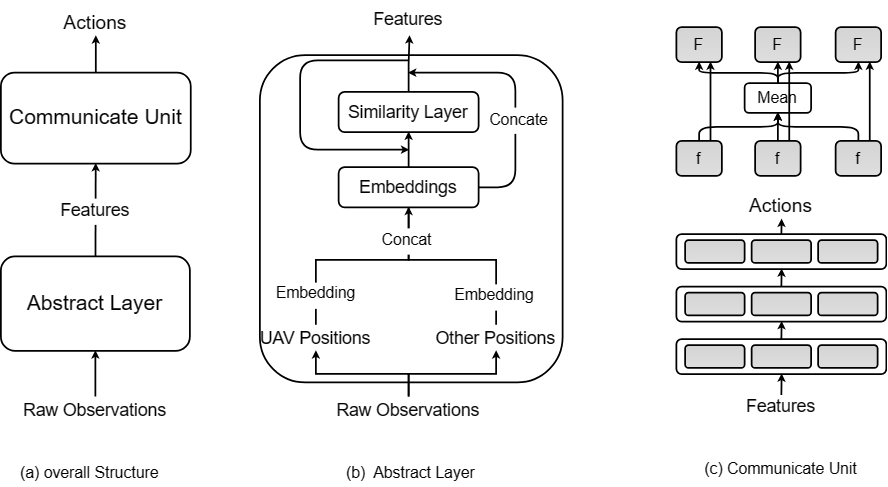 Actions
Communicate Unit
Features
Abstract Layer
Raw Observations
(a) overall Structure
Features
Similarity Layer
Concate
Embeddings
Concat
Embedding
Embedding
UAV Positions
Other Positions
Raw Observations
(b) Abstract Layer
F
F
F
Mean
f
f
f
Actions
Features
(c) Communicate Unit